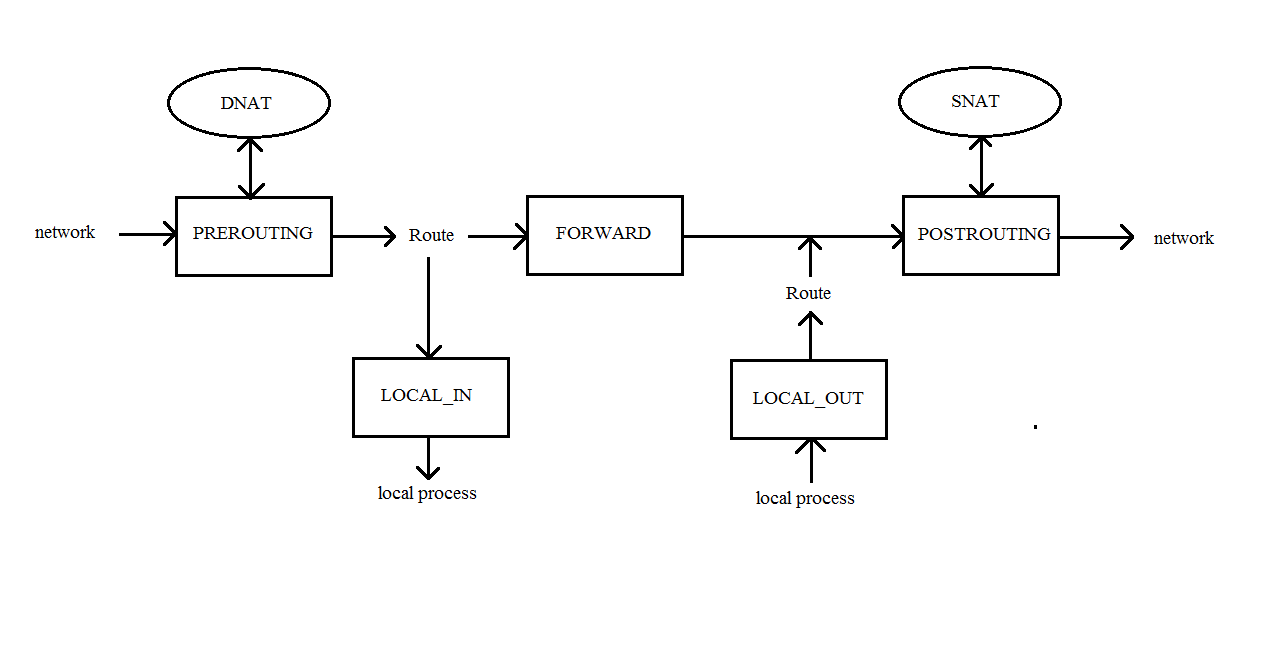 DNAT
SNAT
network
PREROUTING
Route
FORWARD
POSTROUTING
network
Route
LOCAL_IN
LOCAL_OUT
local process
local process